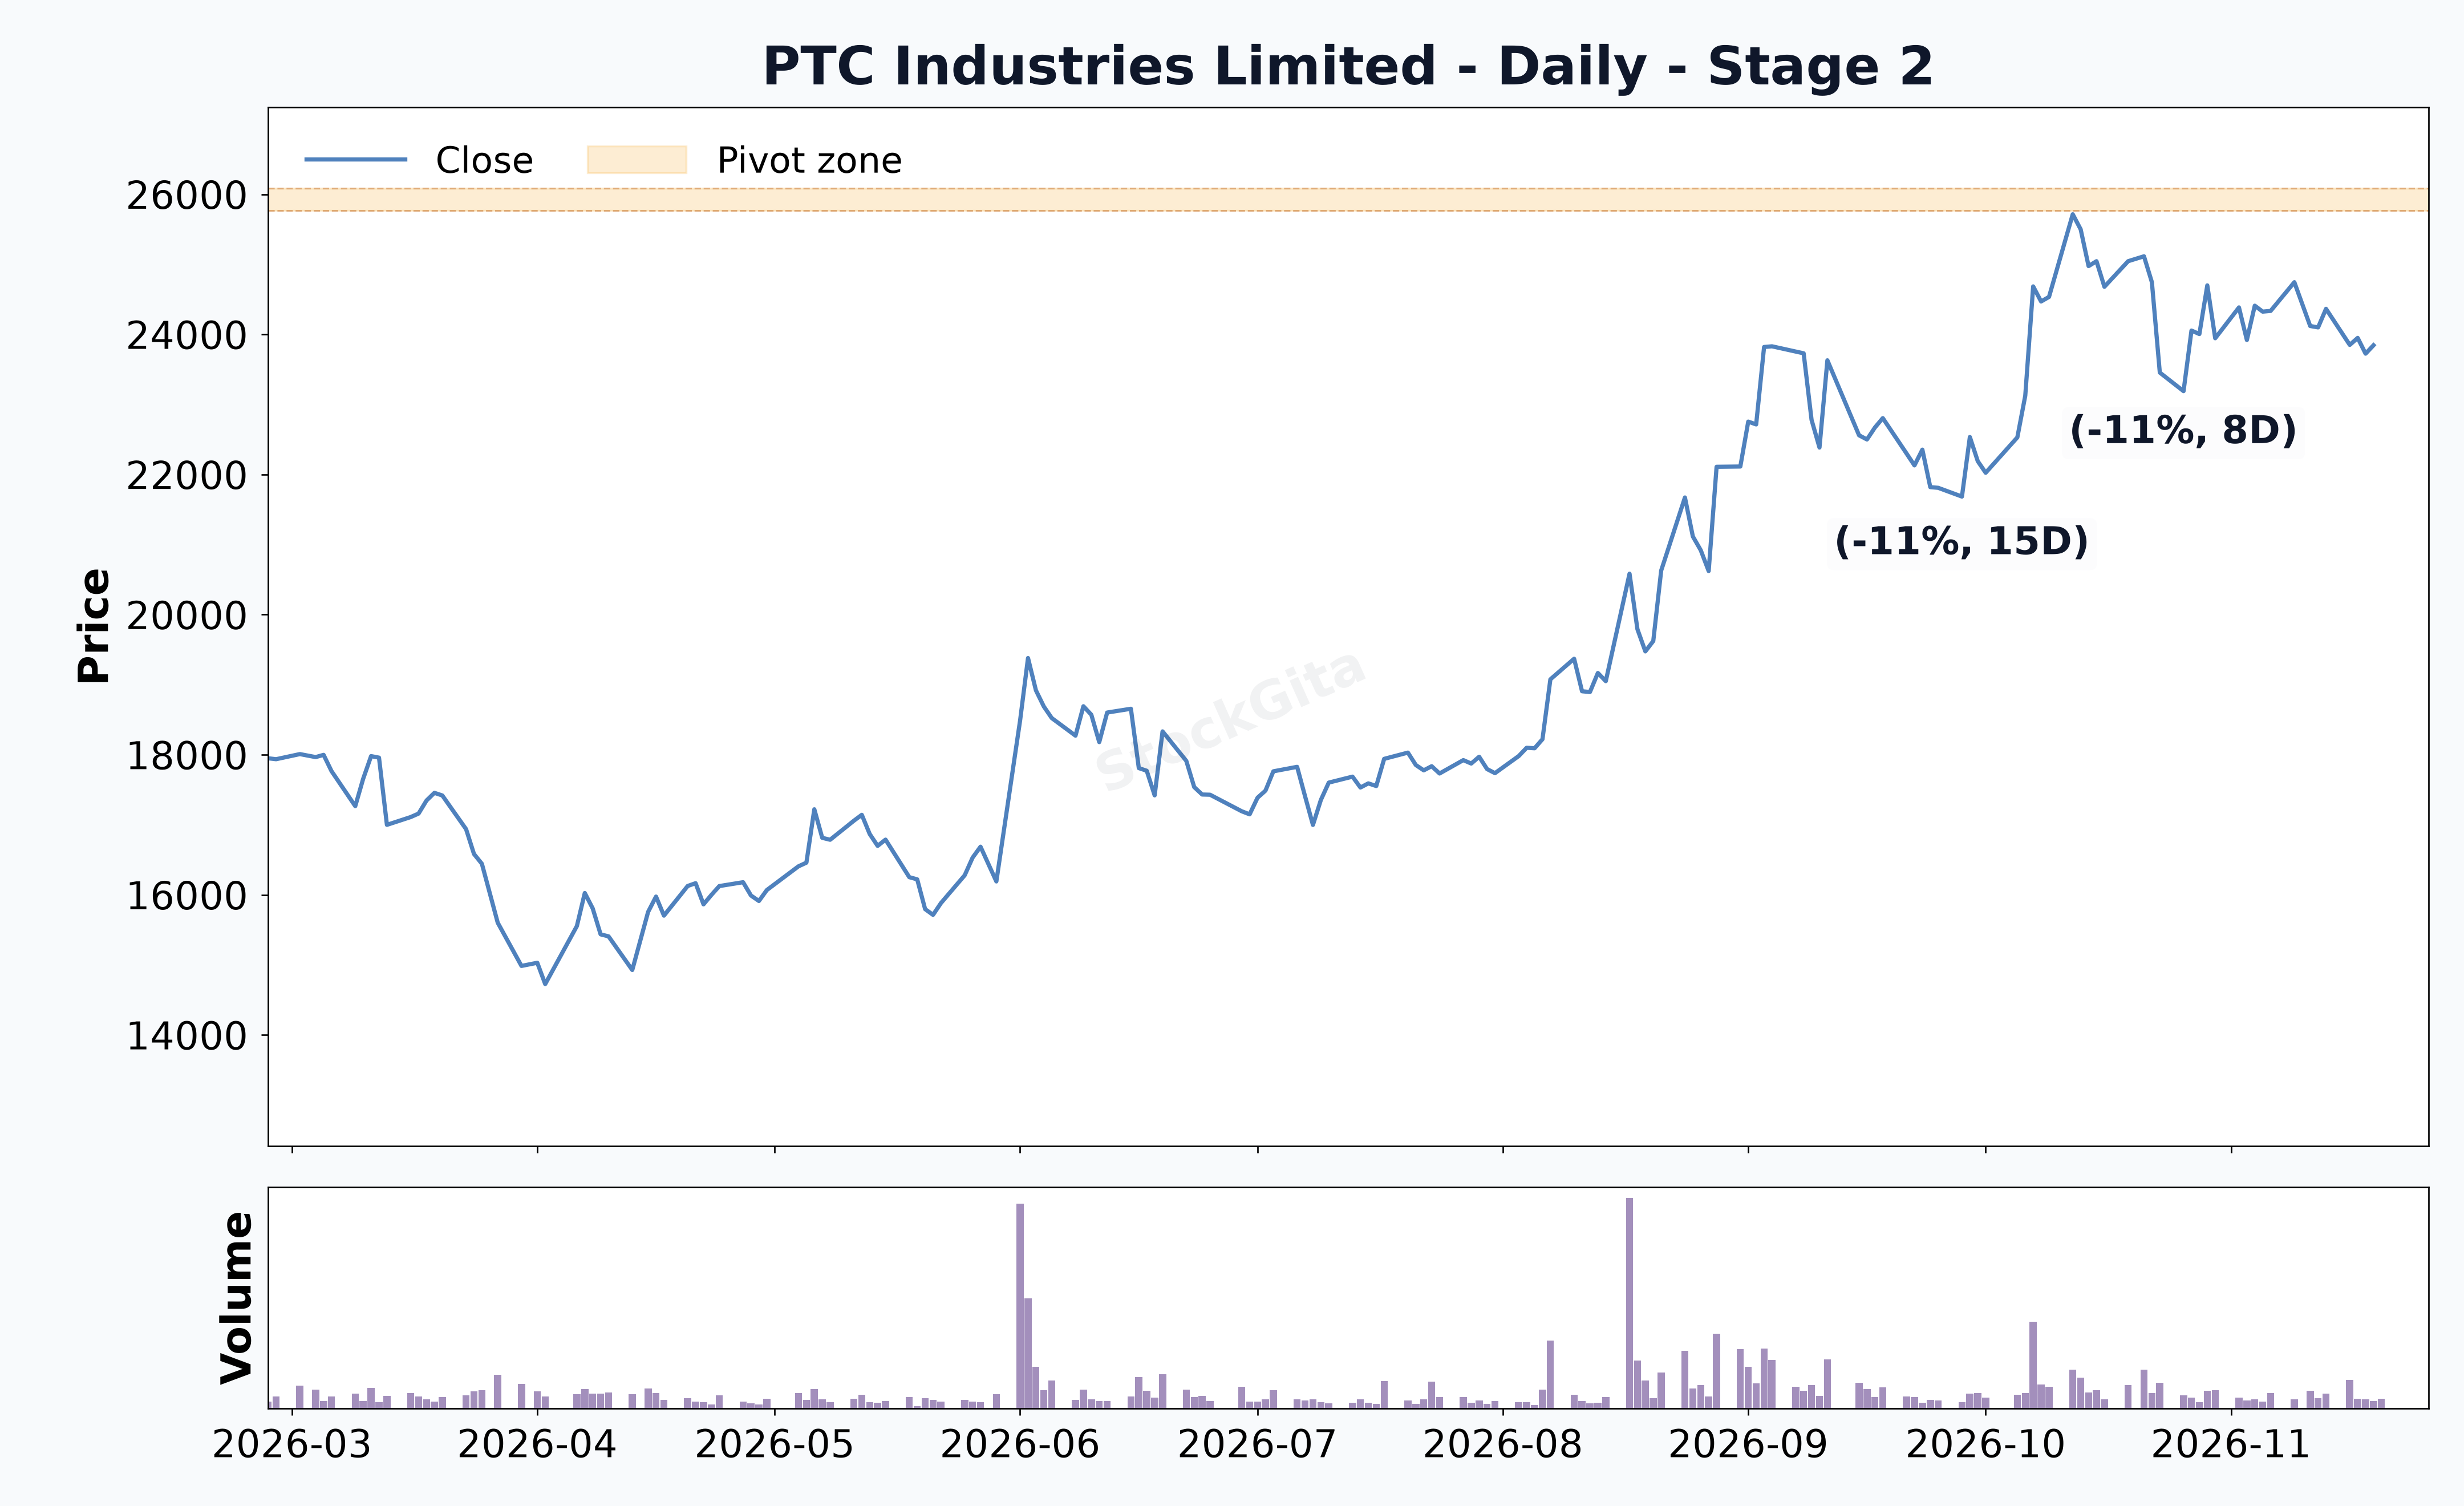 PTC Industries Limited - Daily - Stage 2
Close
Pivot zone
26000
24000
22000
20000
18000
16000
14000
Price
(-11%, 8D)
(-11%, 15D)
StockGita
Volume
2026-03
2026-04
2026-05
2026-06
2026-07
2026-08
2026-09
2026-10
2026-11